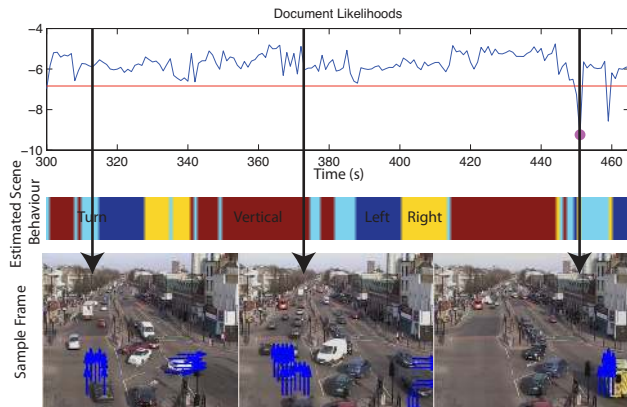 Document Likelihoods
−4
−6
−8
−10
300 320 340 360 380 400 420 440 460
Time (s)
Estimated Scene
Behaviour
Turn Vertical Left Right
Sample Frame